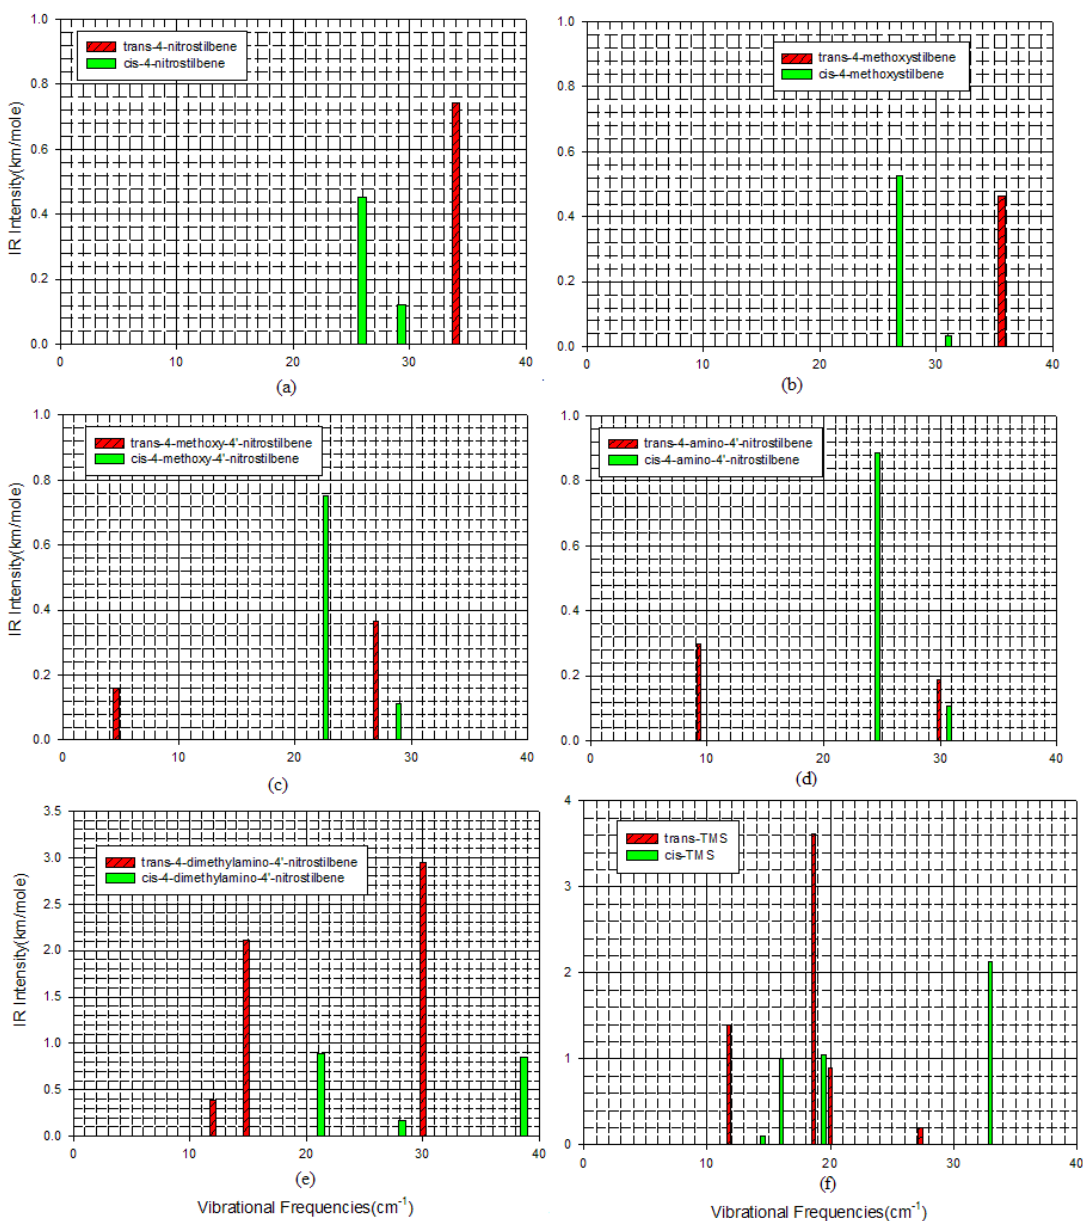 1.0
trans-4-nitrostilbene
cis-4-nitrostilbene
0.8
0.6
0.4
0.2
0.0
IR Intensity(km/mole)
0 10 20 30 40
(a)
1.0
trans-4-methoxystilbene
cis-4-methoxystilbene
0.8
0.6
0.4
0.2
0.0
0 10 20 30 40
(b)
1.0
trans-4-methoxy-4'-nitrostilbene
cis-4-methoxy-4'-nitrostilbene
0.8
0.6
0.4
0.2
0.0
IR Intensity(km/mole)
0 10 20 30 40
(c)
1.0
trans-4-amino-4'-nitrostilbene
cis-4-amino-4'-nitrostilbene
0.8
0.6
0.4
0.2
0.0
0 10 20 30 40
(d)
3.5
trans-4-dimethylamino-4'-nitrostilbene
cis-4-dimethylamino-4'-nitrostilbene
3.0
2.5
2.0
1.5
1.0
0.5
0.0
IR Intensity(km/mole)
0 10 20 30 40
(e)
Vibrational Frequencies(cm⁻¹)
4
trans-TMS
cis-TMS
3
2
1
0
0 10 20 30 40
(f)
Vibrational Frequencies(cm⁻¹)